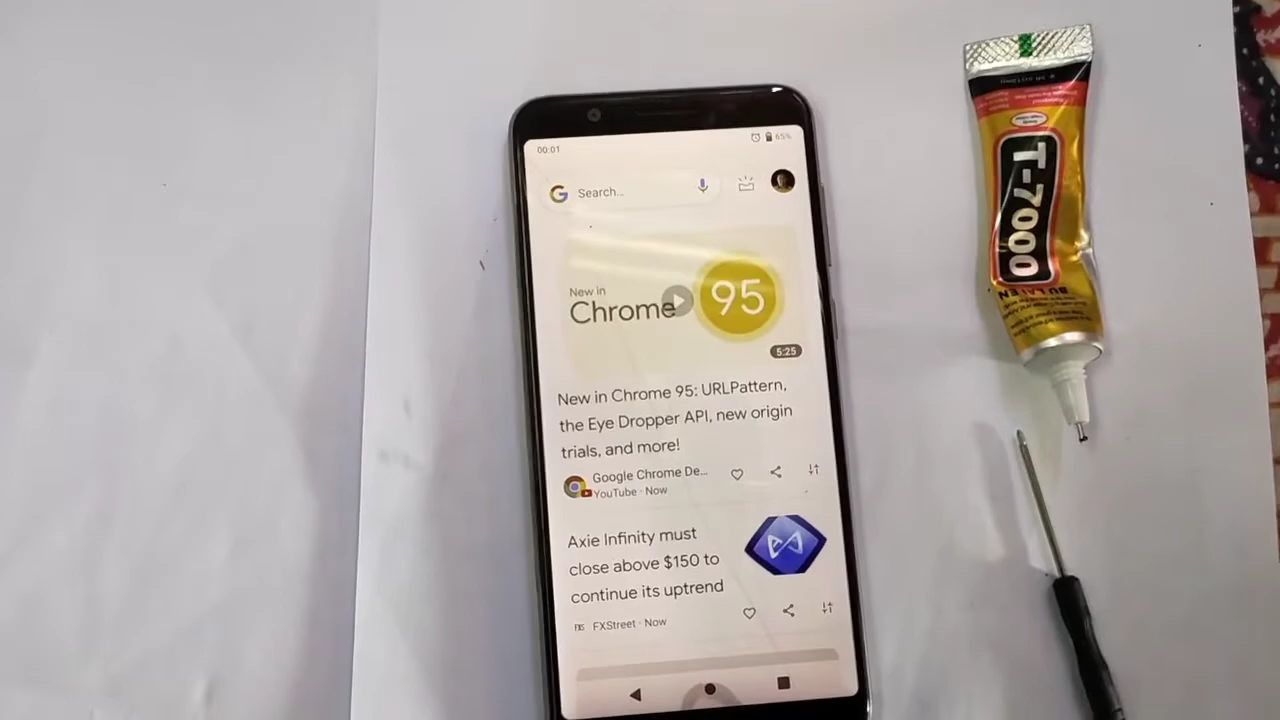 00:01
65%
Search...
New in
Chrome
95
5:25
New in Chrome 95: URLPattern,
the Eye Dropper API, new origin
trials, and more!
Google Chrome De...
YouTube · Now
Axie Infinity must
close above $150 to
continue its uptrend
FXStreet · Now
T-7000